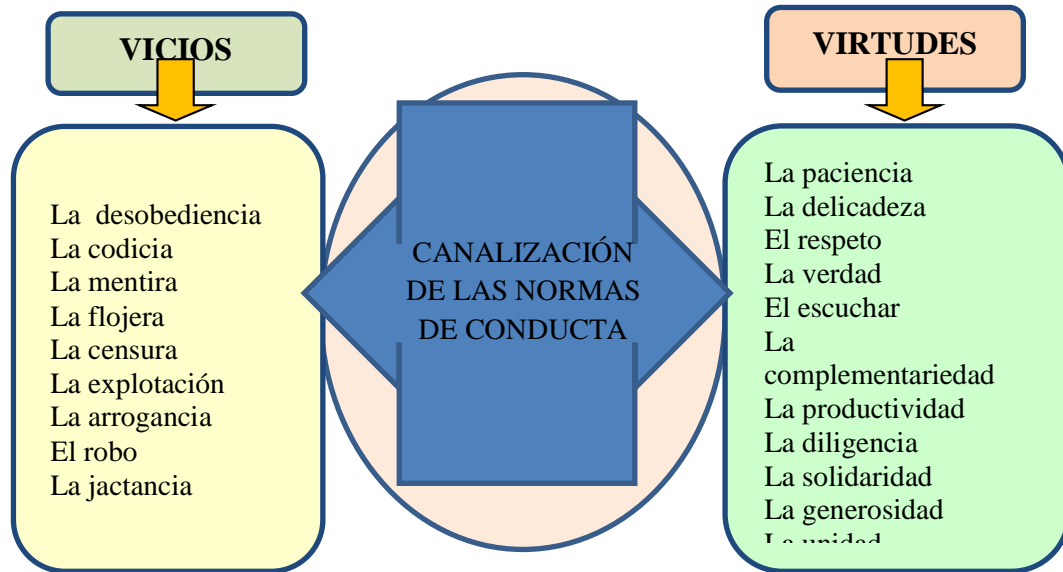 VICIOS
La desobediencia
La codicia
La mentira
La flojera
La censura
La explotación
La arrogancia
El robo
La jactancia
CANALIZACIÓN
DE LAS NORMAS
DE CONDUCTA
VIRTUDES
La paciencia
La delicadeza
El respeto
La verdad
El escuchar
La
complementariedad
La productividad
La diligencia
La solidaridad
La generosidad
La unidad